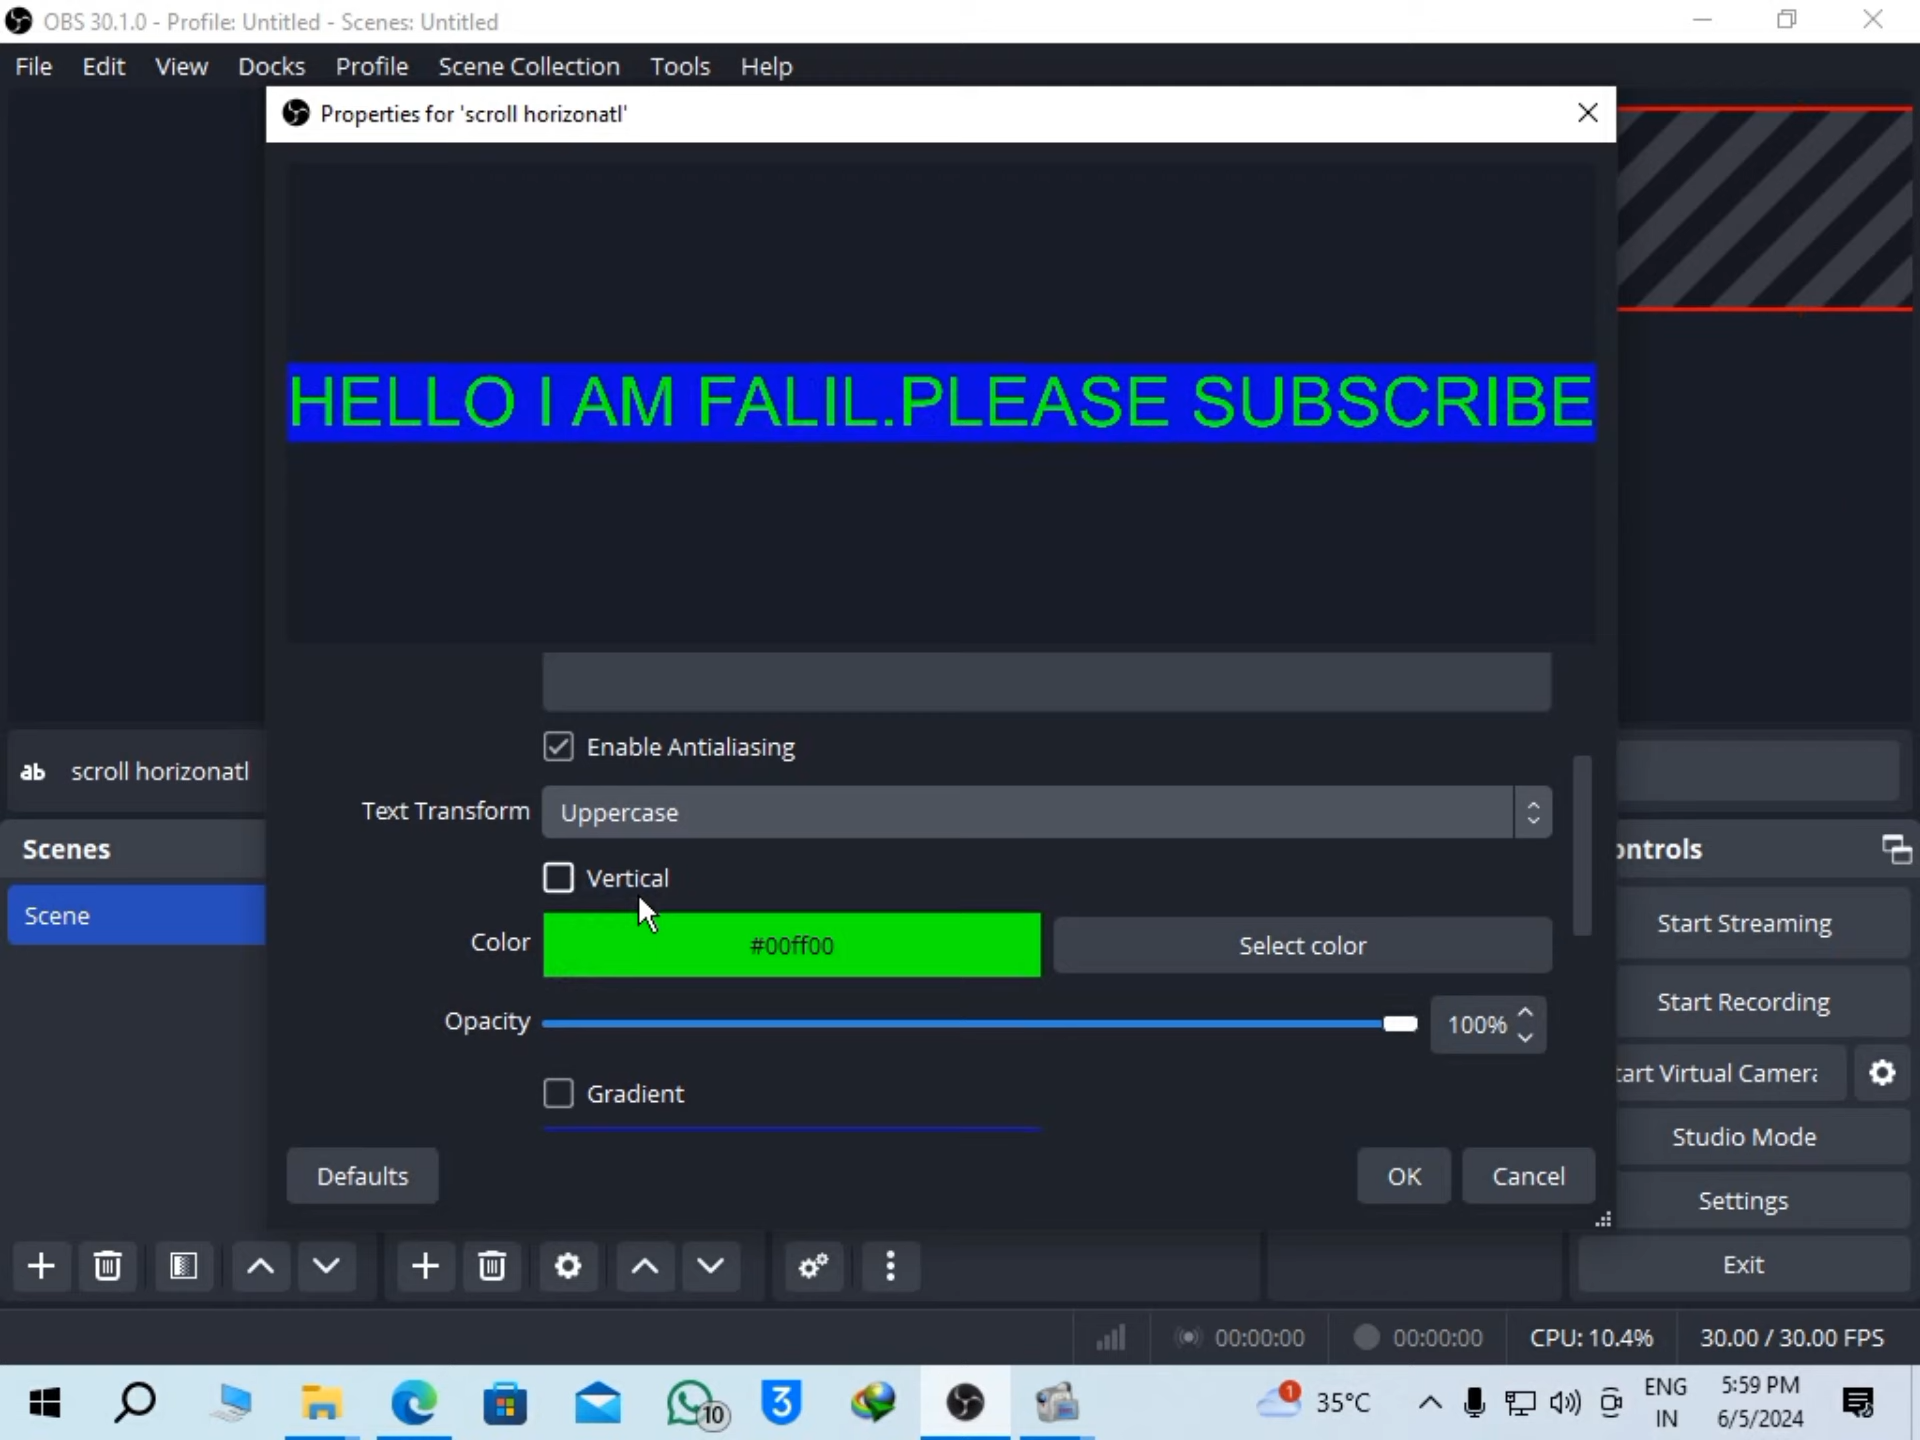 OBS 30.1.0 - Profile: Untitled - Scenes: Untitled
File Edit View Docks Profile Scene Collection Tools Help
Properties for 'scroll horizonatl'
HELLO I AM FALIL.PLEASE SUBSCRIBE
Enable Antialiasing
ab scroll horizonatl
Text Transform Uppercase
Scenes
ontrols
Vertical
Scene
Start Streaming
Color #00ff00 Select color
Start Recording
Opacity 100%
tart Virtual Camera
Gradient
Studio Mode
Defaults OK Cancel
Settings
Exit
00:00:00 00:00:00 CPU: 10.4% 30.00 / 30.00 FPS
10 3 1 35°C ENG
IN 5:59 PM
6/5/2024